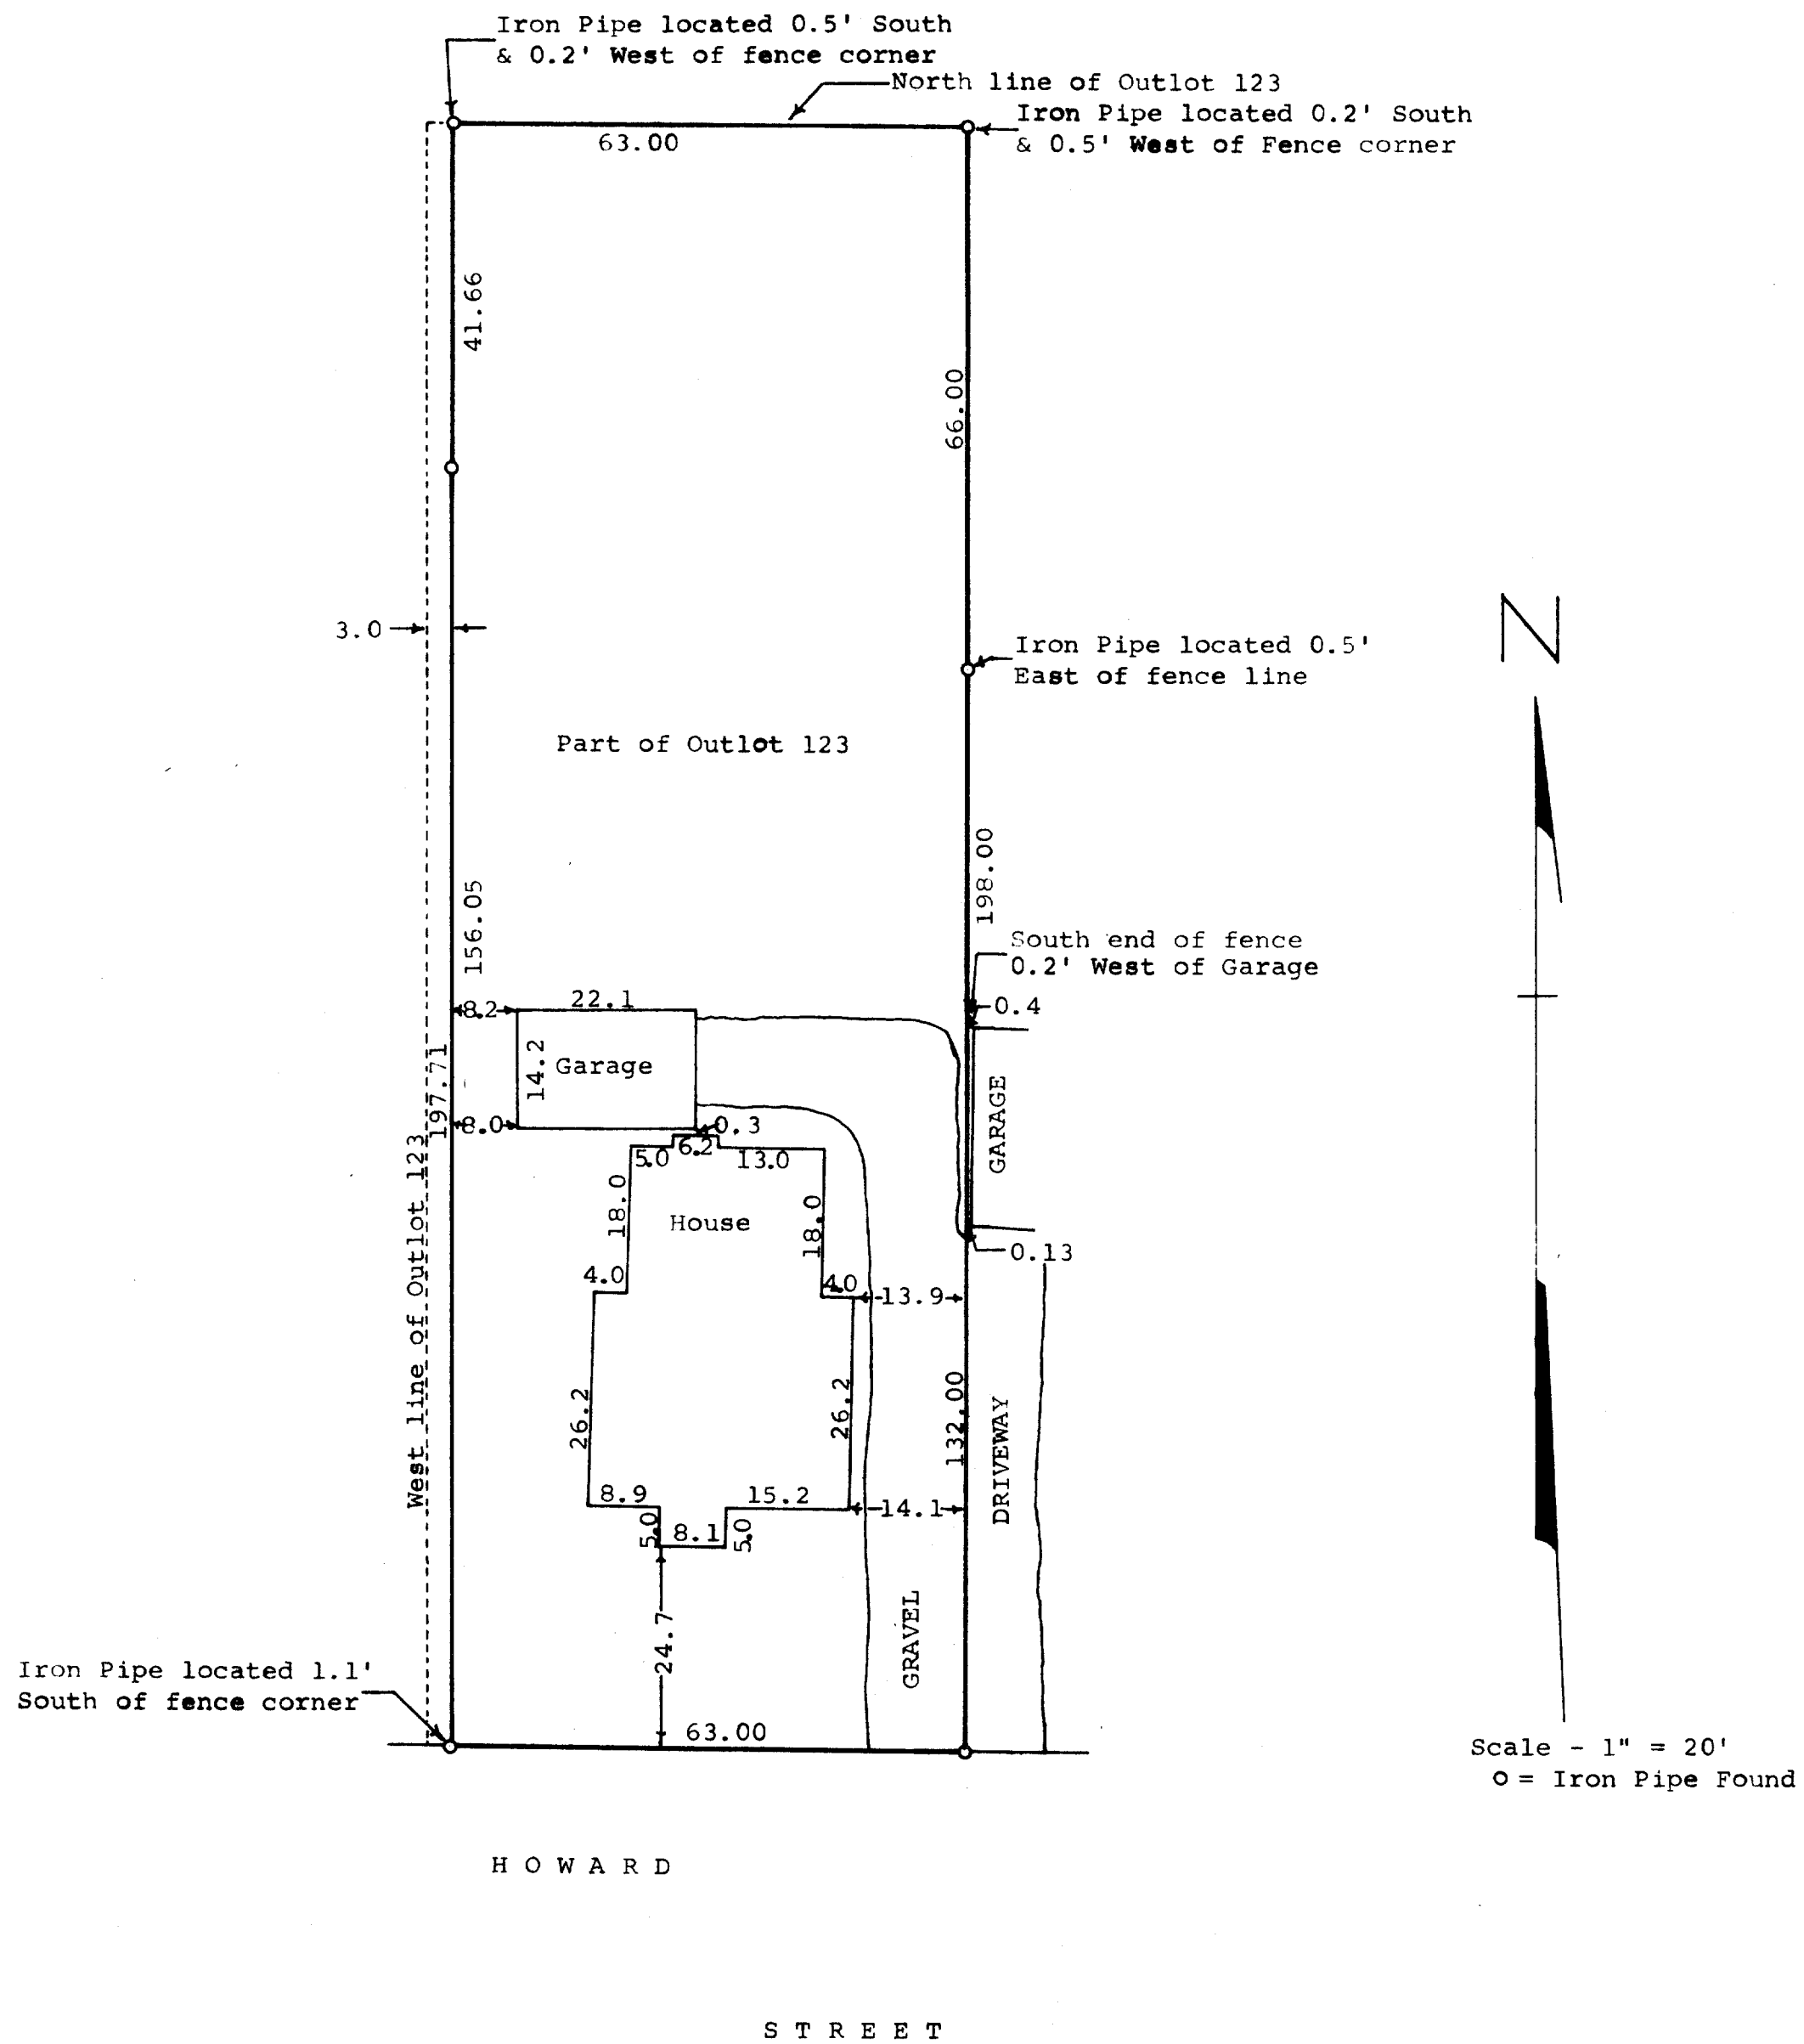 Iron Pipe located 0.5' South
& 0.2' West of fence corner
North line of Outlot 123
Iron Pipe located 0.2' South
& 0.5' West of Fence corner
63.00
41.66
66.00
3.0
Iron Pipe located 0.5'
East of fence line
N
Part of Outlot 123
198.00
156.05
South end of fence
0.2' West of Garage
0.4
8.2
22.1
14.2
Garage
197.71
GARAGE
8.0
0.3
5.0
6.2
13.0
West line of Outlot 123
18.0
House
18.0
0.13
4.0
4.0
13.9
26.2
26.2
132.00
DRIVEWAY
8.9
15.2
14.1
5.0
8.1
5.0
24.7
GRAVEL
Iron Pipe located 1.1'
South of fence corner
63.00
Scale - 1" = 20'
O = Iron Pipe Found
HOWARD
STREET